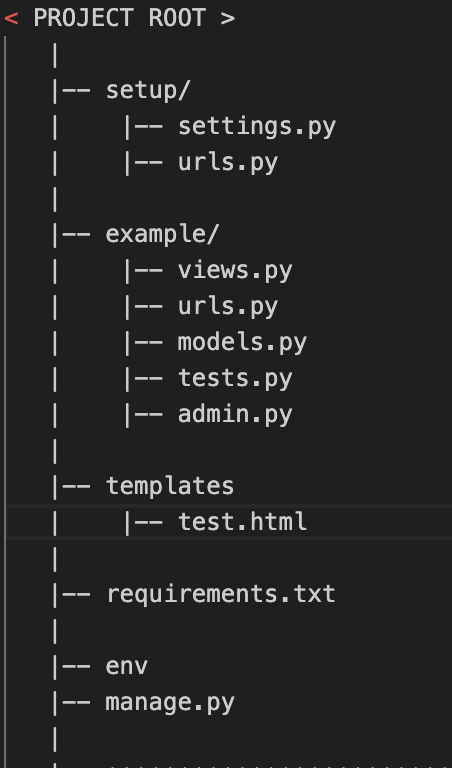 < PROJECT ROOT >
   |
   |-- setup/
   |    |-- settings.py
   |    |-- urls.py
   |
   |-- example/
   |    |-- views.py
   |    |-- urls.py
   |    |-- models.py
   |    |-- tests.py
   |    |-- admin.py
   |
   |-- templates
   |    |-- test.html
   |
   |-- requirements.txt
   |
   |-- env
   |-- manage.py
   |